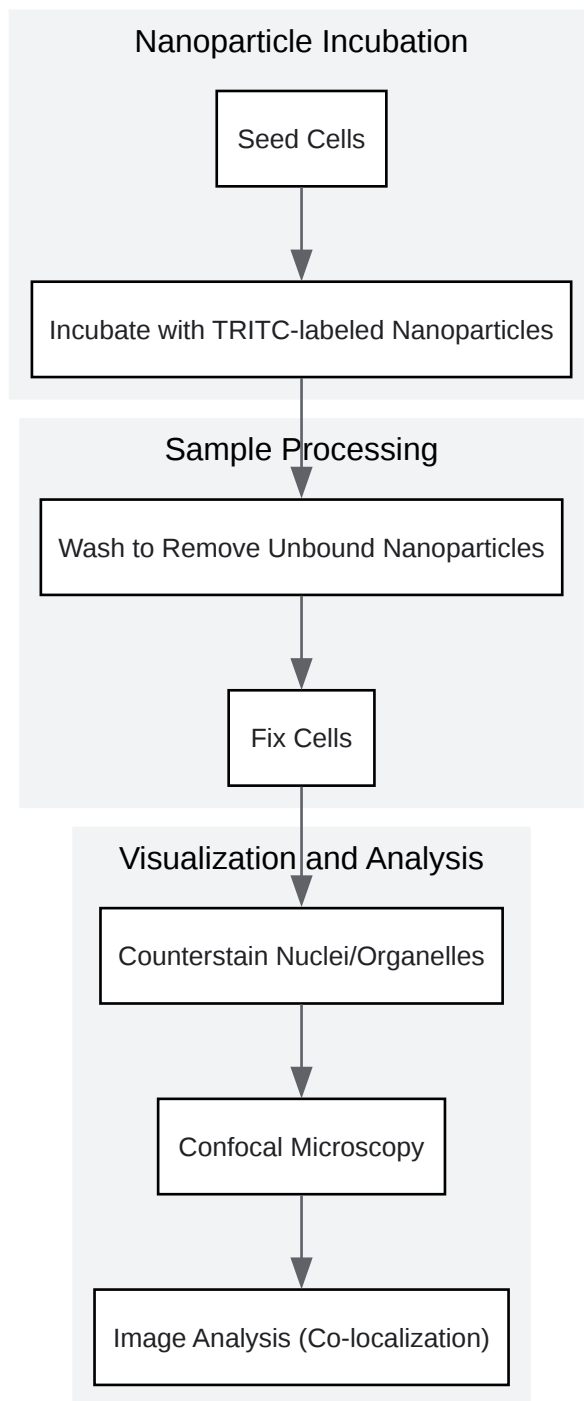 Nanoparticle Incubation
Seed Cells
Incubate with TRITC-labeled Nanoparticles
Sample Processing
Wash to Remove Unbound Nanoparticles
Fix Cells
Visualization and Analysis
Counterstain Nuclei/Organelles
Confocal Microscopy
Image Analysis (Co-localization)